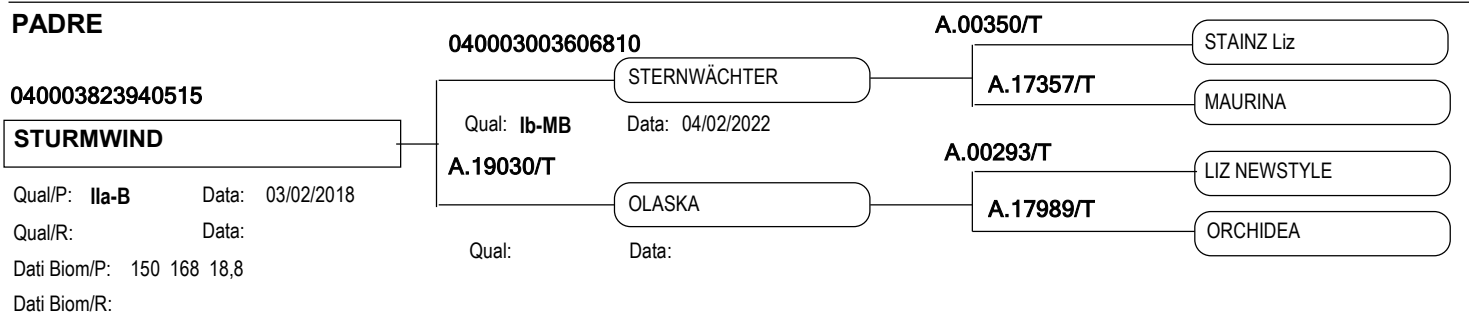 PADRE
040003823940515
STURMWIND
Qual/P: IIa-B Data: 03/02/2018
Qual/R: Data:
Dati Biom/P: 150 168 18,8
Dati Biom/R:
040003003606810
STERNWÄCHTER
Qual: Ib-MB Data: 04/02/2022
A.19030/T
OLASKA
Qual: Data:
A.00350/T
STAINZ Liz
A.17357/T
MAURINA
A.00293/T
LIZ NEWSTYLE
A.17989/T
ORCHIDEA